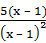 5(x − 1)
(x − 1)²